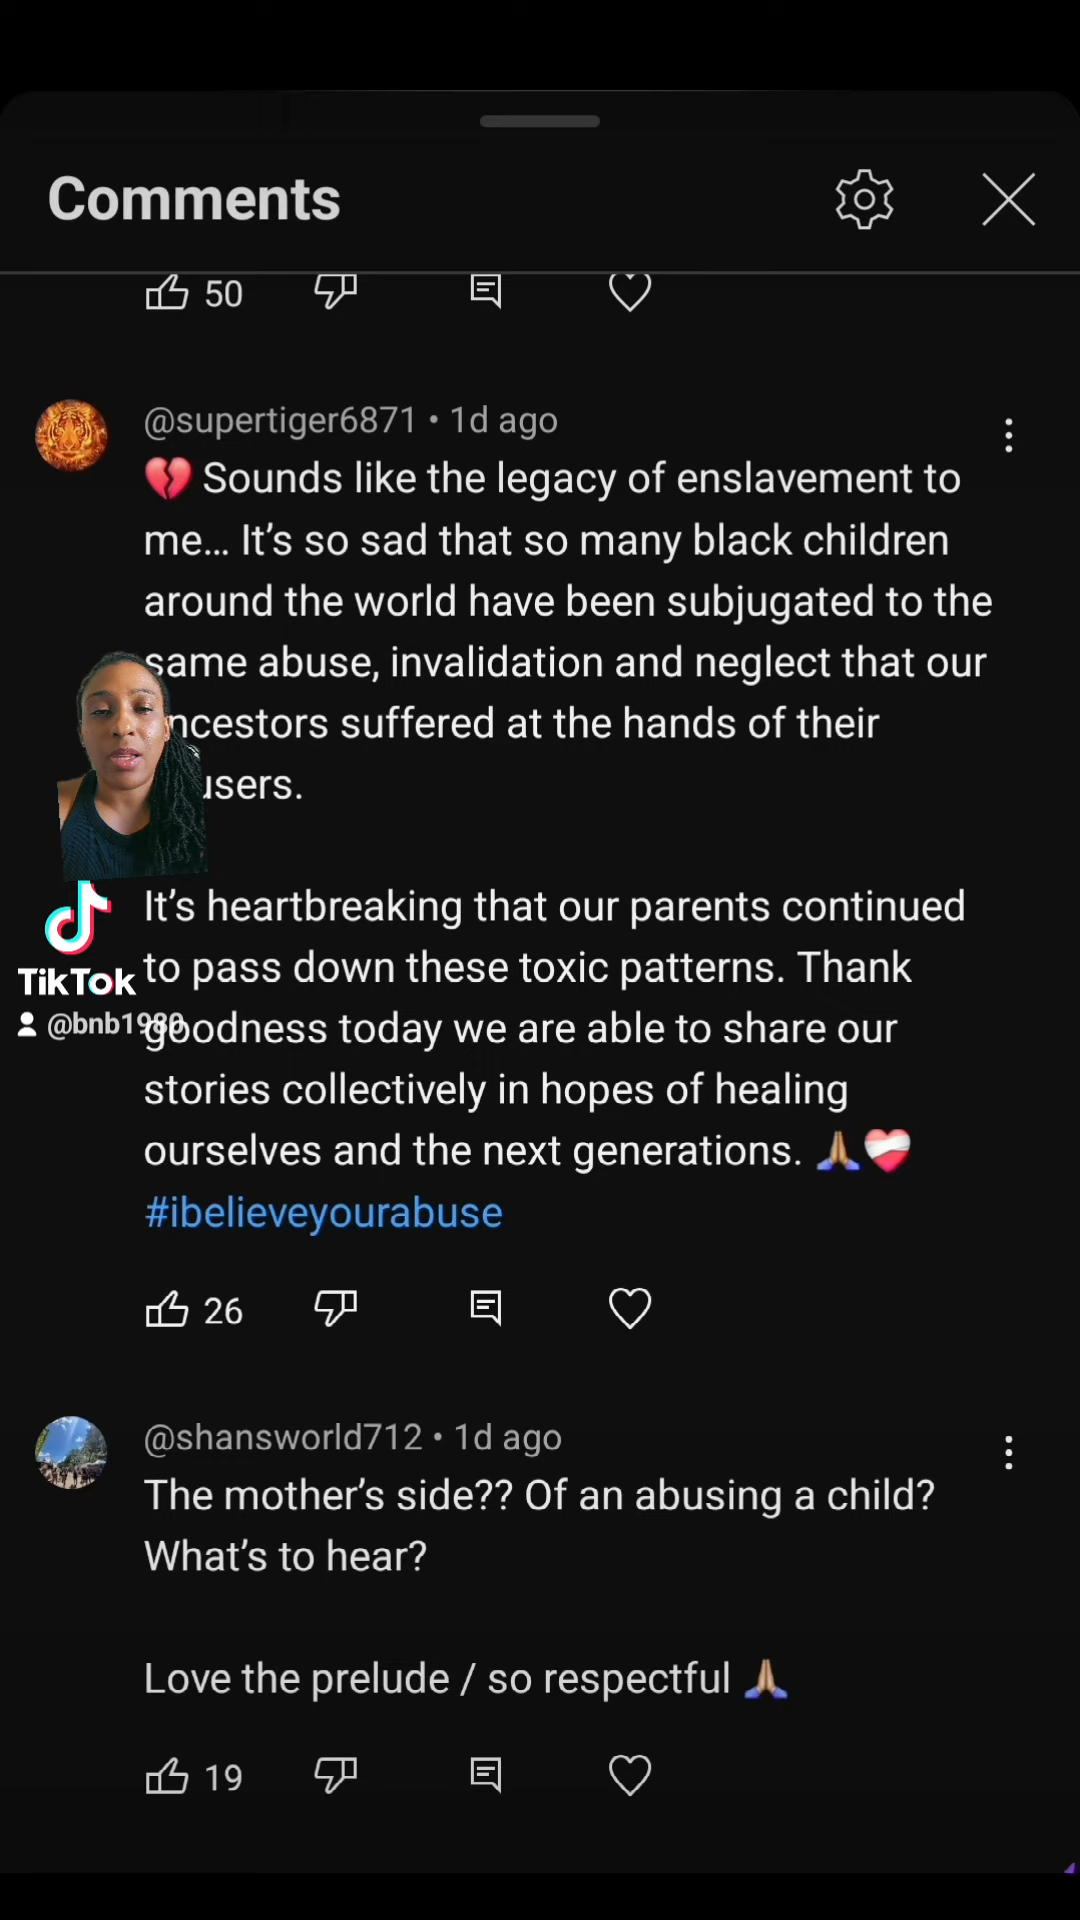 Comments
50
@supertiger6871 • 1d ago
💔 Sounds like the legacy of enslavement to
me... It's so sad that so many black children
around the world have been subjugated to the
same abuse, invalidation and neglect that our
ncestors suffered at the hands of their
users.
It's heartbreaking that our parents continued
to pass down these toxic patterns. Thank
goodness today we are able to share our
stories collectively in hopes of healing
ourselves and the next generations. 🙏🏽❤️‍🩹
#ibelieveyourabuse
TikTok
@bnb1980
26
@shansworld712 • 1d ago
The mother's side?? Of an abusing a child?
What's to hear?
Love the prelude / so respectful 🙏🏽
19